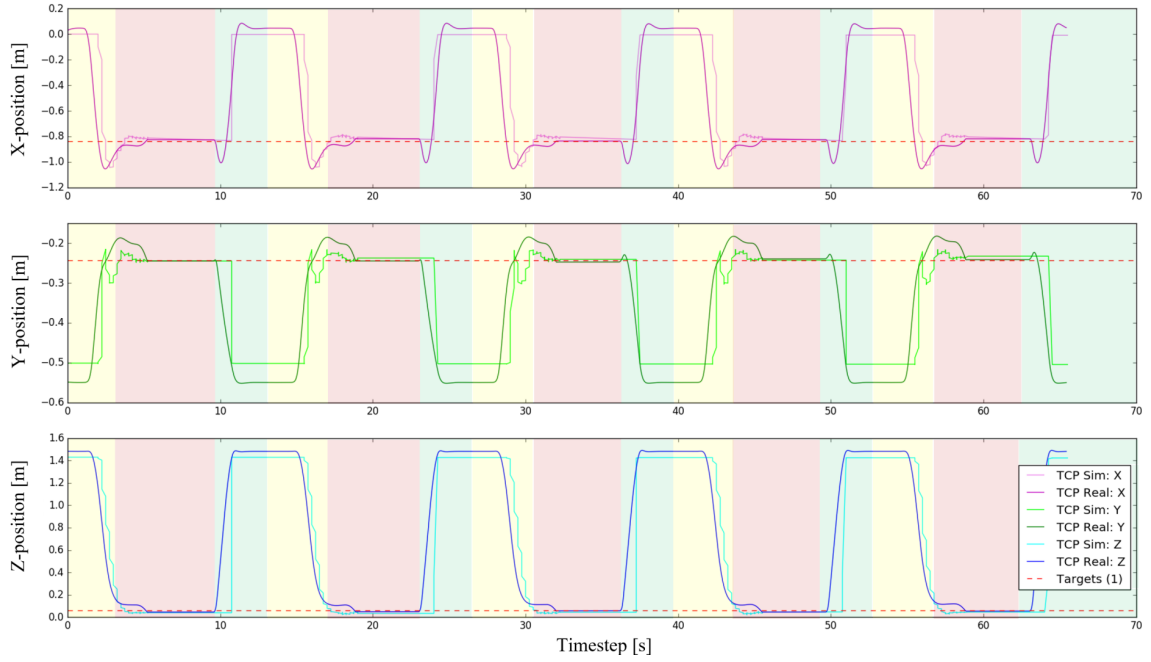 X-position [m]
0.2
0.0
−0.2
−0.4
−0.6
−0.8
−1.0
−1.2
0 10 20 30 40 50 60 70
Y-position [m]
−0.2
−0.3
−0.4
−0.5
−0.6
0 10 20 30 40 50 60 70
Z-position [m]
1.6
1.4
1.2
1.0
0.8
0.6
0.4
0.2
0.0
TCP Sim: X
TCP Real: X
TCP Sim: Y
TCP Real: Y
TCP Sim: Z
TCP Real: Z
Targets (1)
0 10 20 30 40 50 60 70
Timestep [s]